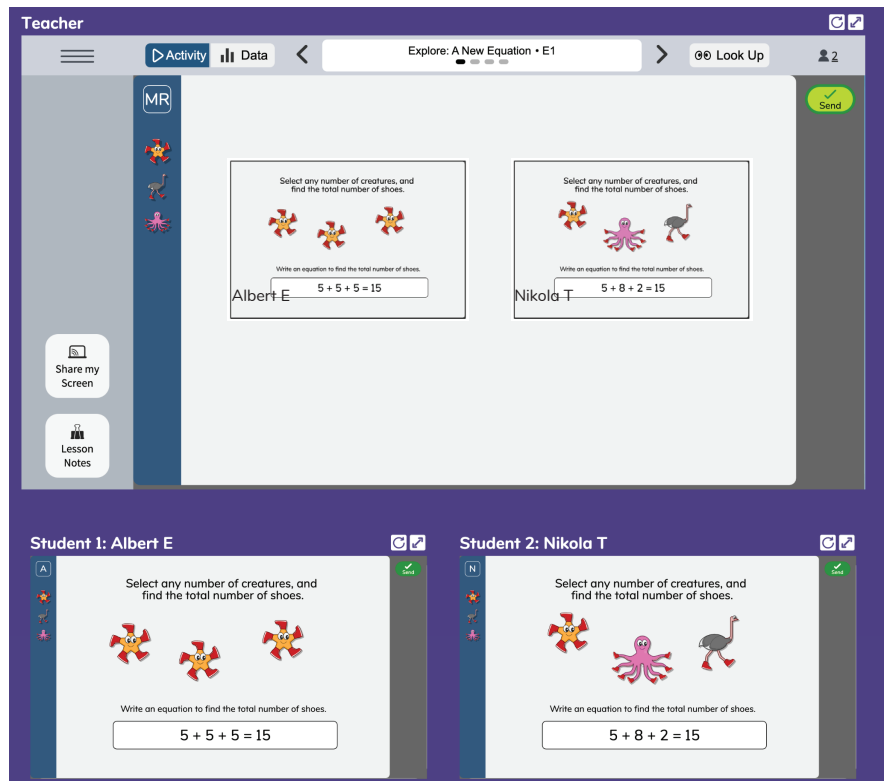 Teacher
Activity
Data
Explore: A New Equation • E1
Look Up
2
MR
Send
Select any number of creatures, and
find the total number of shoes.
Write an equation to find the total number of shoes.
5 + 5 + 5 = 15
Albert E
Select any number of creatures, and
find the total number of shoes.
Write an equation to find the total number of shoes.
5 + 8 + 2 = 15
Nikola T
Share my
Screen
Lesson
Notes
Student 1: Albert E
A
Send
Select any number of creatures, and
find the total number of shoes.
Write an equation to find the total number of shoes.
5 + 5 + 5 = 15
Student 2: Nikola T
N
Send
Select any number of creatures, and
find the total number of shoes.
Write an equation to find the total number of shoes.
5 + 8 + 2 = 15